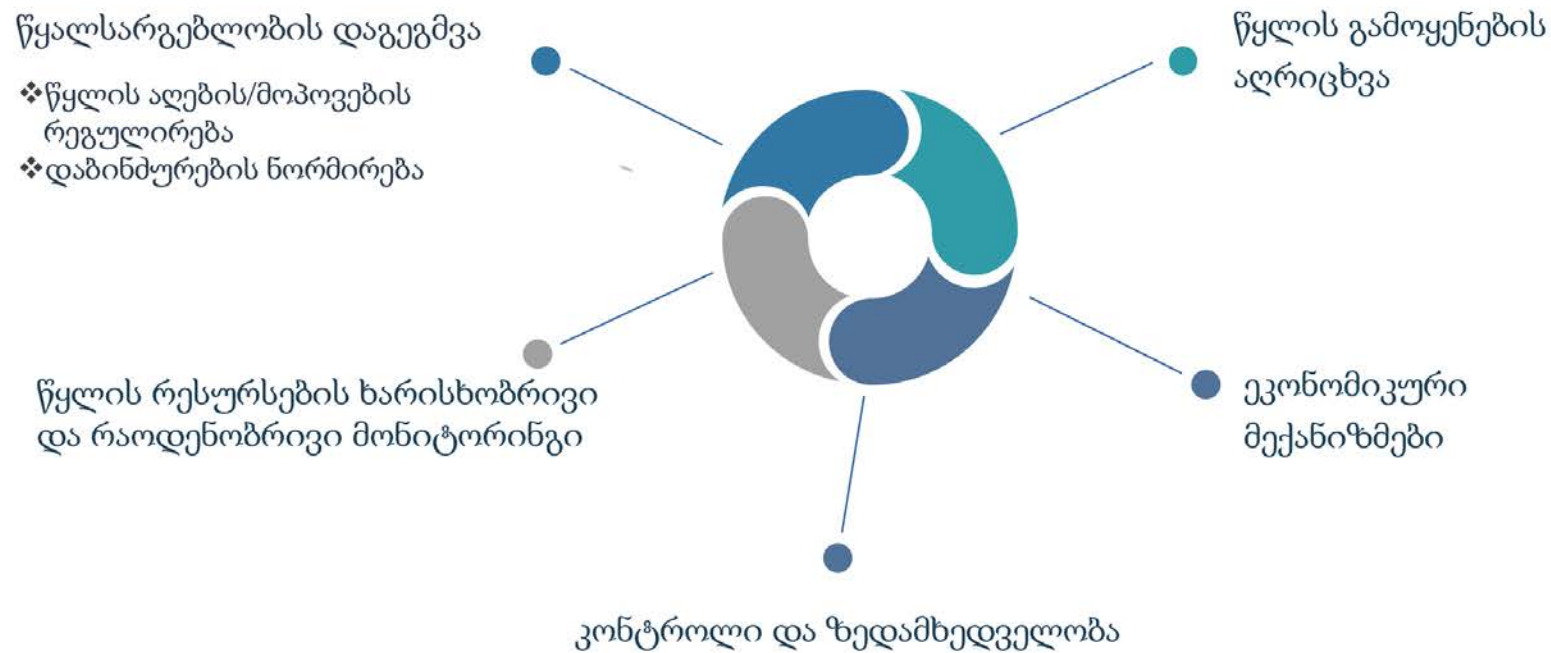 წყალსარგებლობის დაგეგმვა
❖წყლის აღების/მოპოვების
რეგულირება
❖დაბინძურების ნორმირება
წყლის გამოყენების
აღრიცხვა
წყლის რესურსების ხარისხობრივი
და რაოდენობრივი მონიტორინგი
ეკონომიკური
მექანიზმები
კონტროლი და ზედამხედველობა